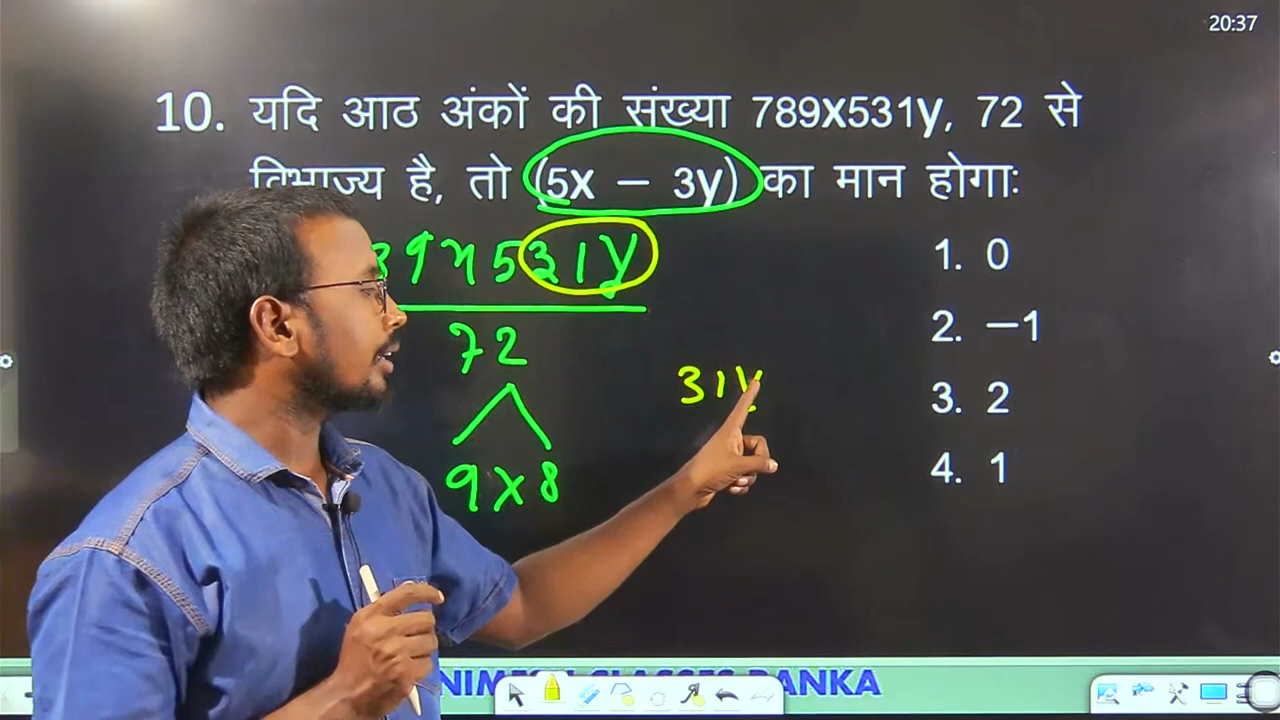 20:37
10. यदि आठ अंकों की संख्या 789x531y, 72 से
विभाज्य है, तो (5x – 3y) का मान होगाः
89x531y
1. 0
72
2. –1
31y
3. 2
9x8
4. 1